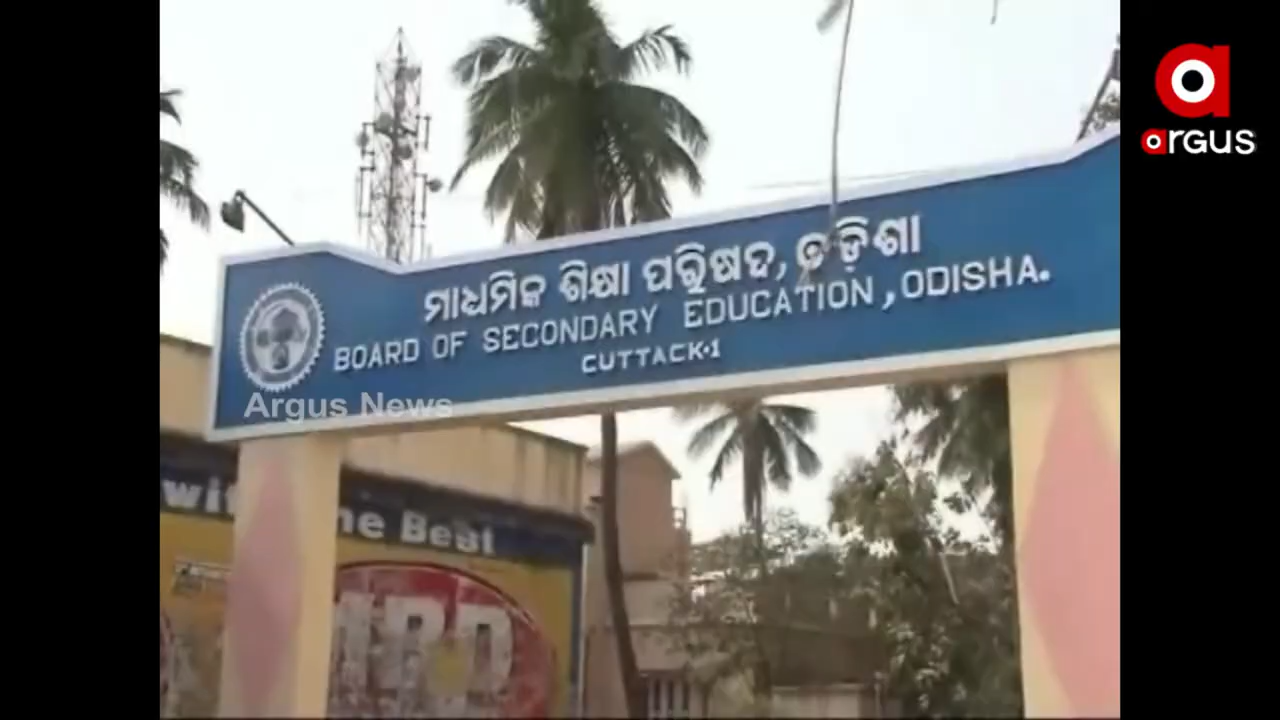 argus
ମାଧ୍ୟମିକ ଶିକ୍ଷା ପରିଷଦ, ଓଡ଼ିଶା
BOARD OF SECONDARY EDUCATION, ODISHA.
CUTTACK-1
Argus News
the Best